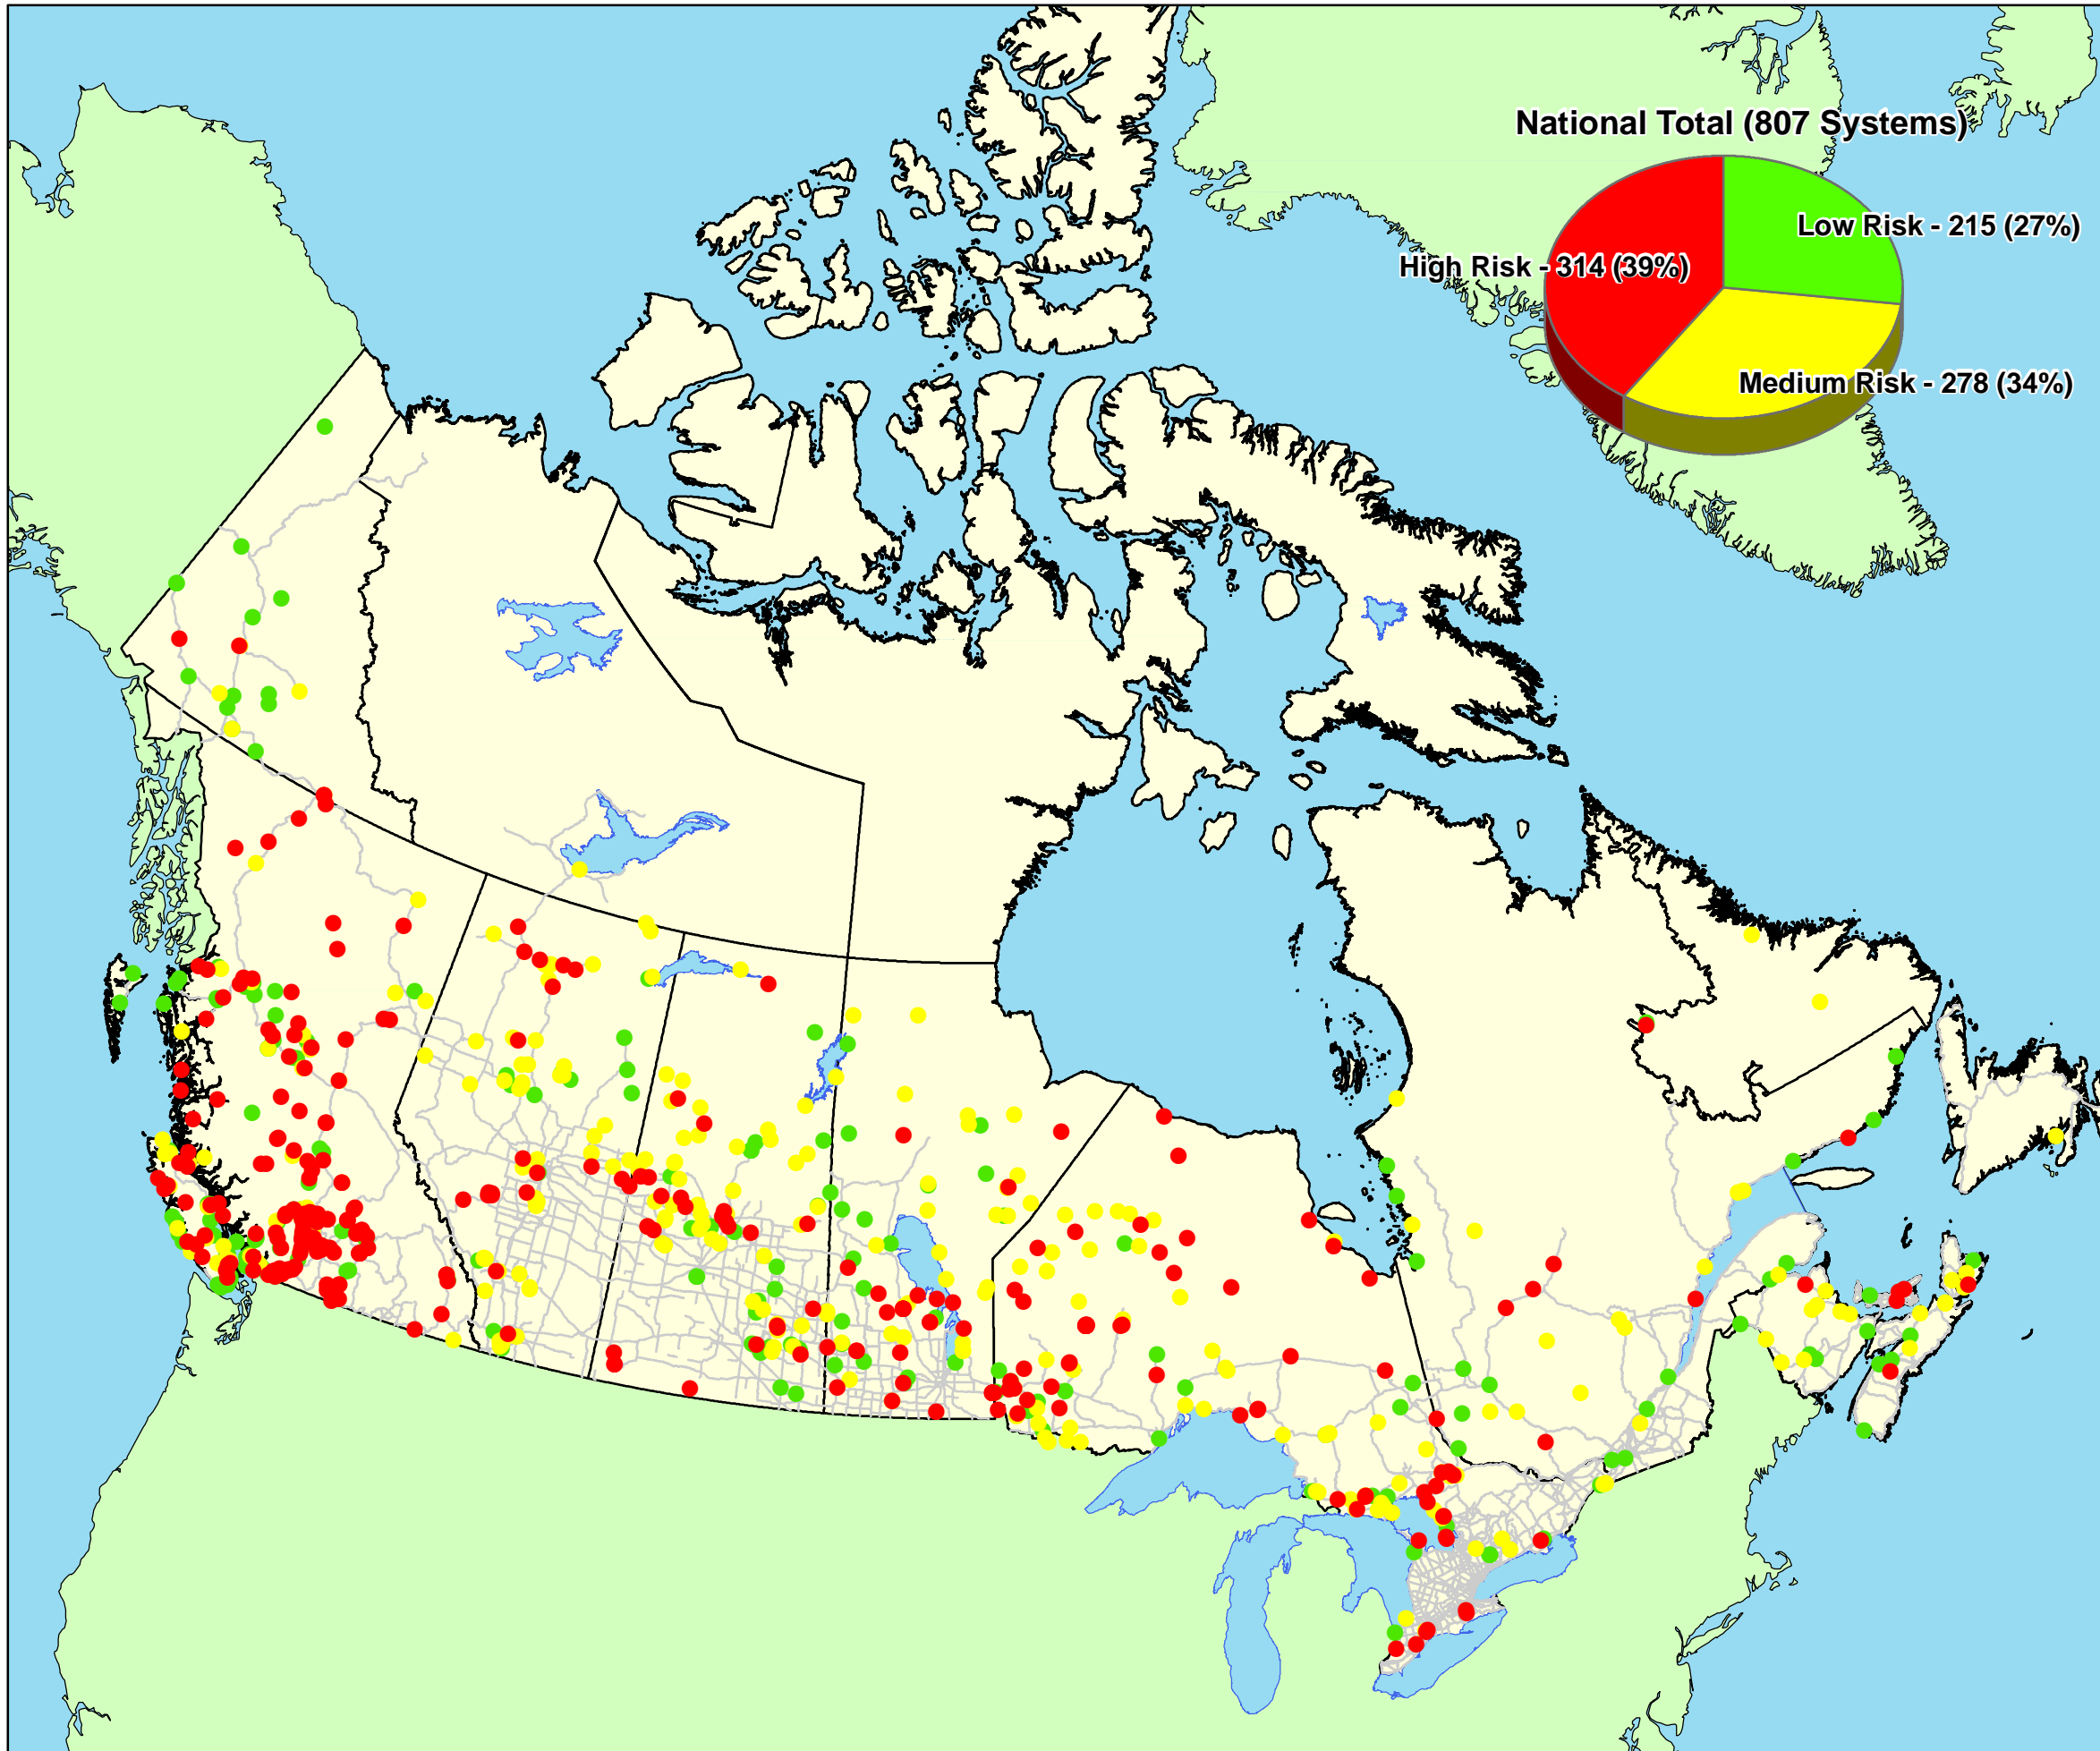 National Total (807 Systems)
Low Risk - 215 (27%)
High Risk - 314 (39%)
Medium Risk - 278 (34%)